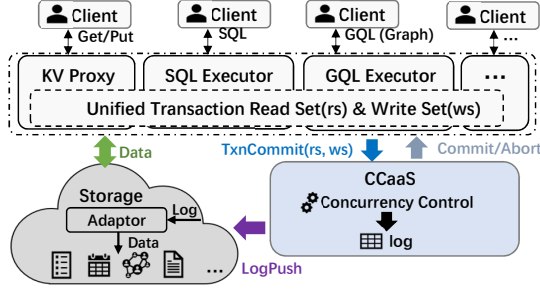 Client Client Client Client
Get/Put SQL GQL (Graph) ...
KV Proxy SQL Executor GQL Executor ...
Unified Transaction Read Set(rs) & Write Set(ws)
Data TxnCommit(rs, ws) Commit/Abort
Storage
Adaptor
Log
Data
...
CCaaS
Concurrency Control
log
LogPush